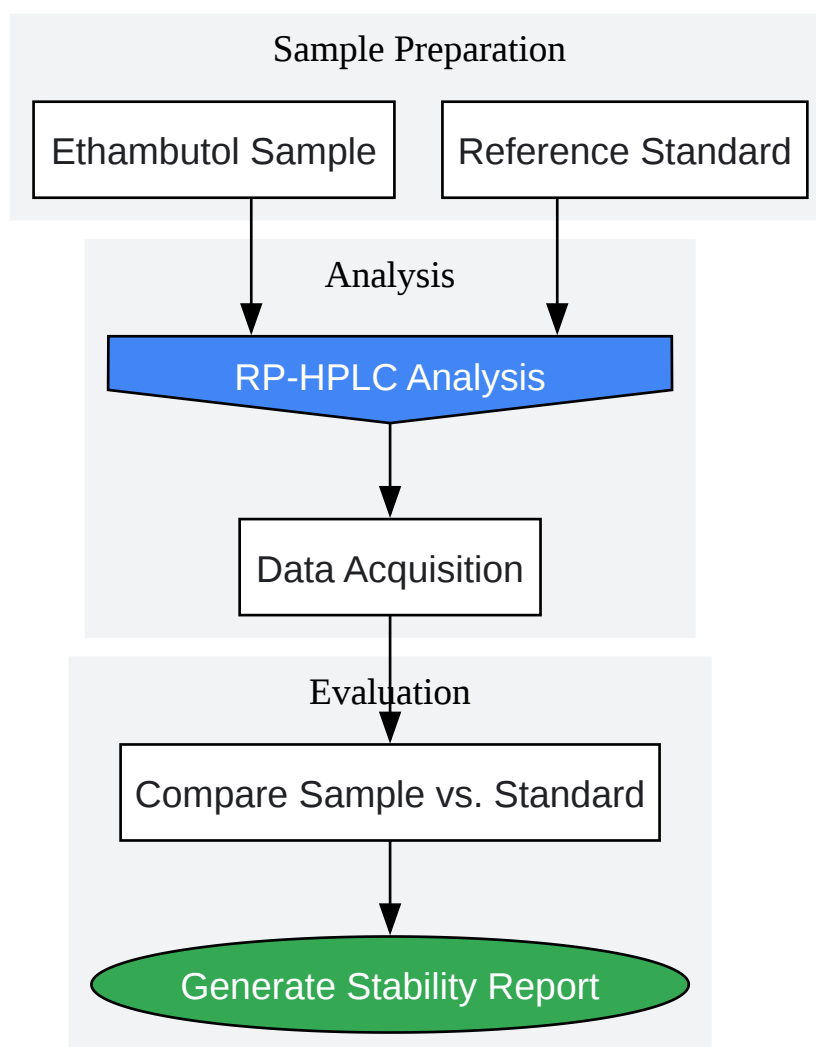 Sample Preparation
Ethambutol Sample
Reference Standard
Analysis
RP-HPLC Analysis
Data Acquisition
Evaluation
Compare Sample vs. Standard
Generate Stability Report